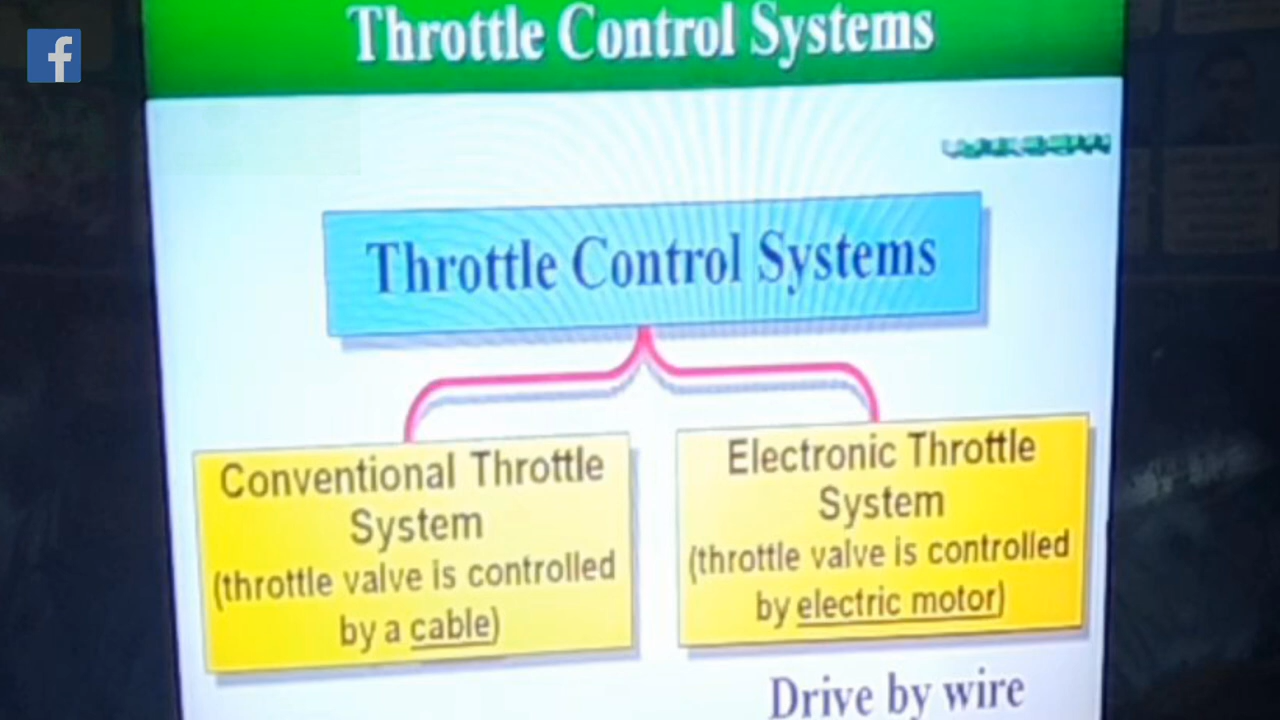 Throttle Control Systems
Throttle Control Systems
Conventional Throttle
System
(throttle valve is controlled
by a cable)
Electronic Throttle
System
(throttle valve is controlled
by electric motor)
Drive by wire